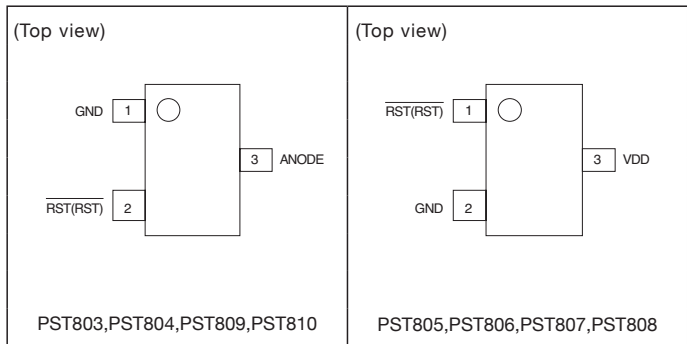 (Top view)
GND 1
3 ANODE
RST(RST) 2
PST803,PST804,PST809,PST810
(Top view)
RST(RST) 1
3 VDD
GND 2
PST805,PST806,PST807,PST808